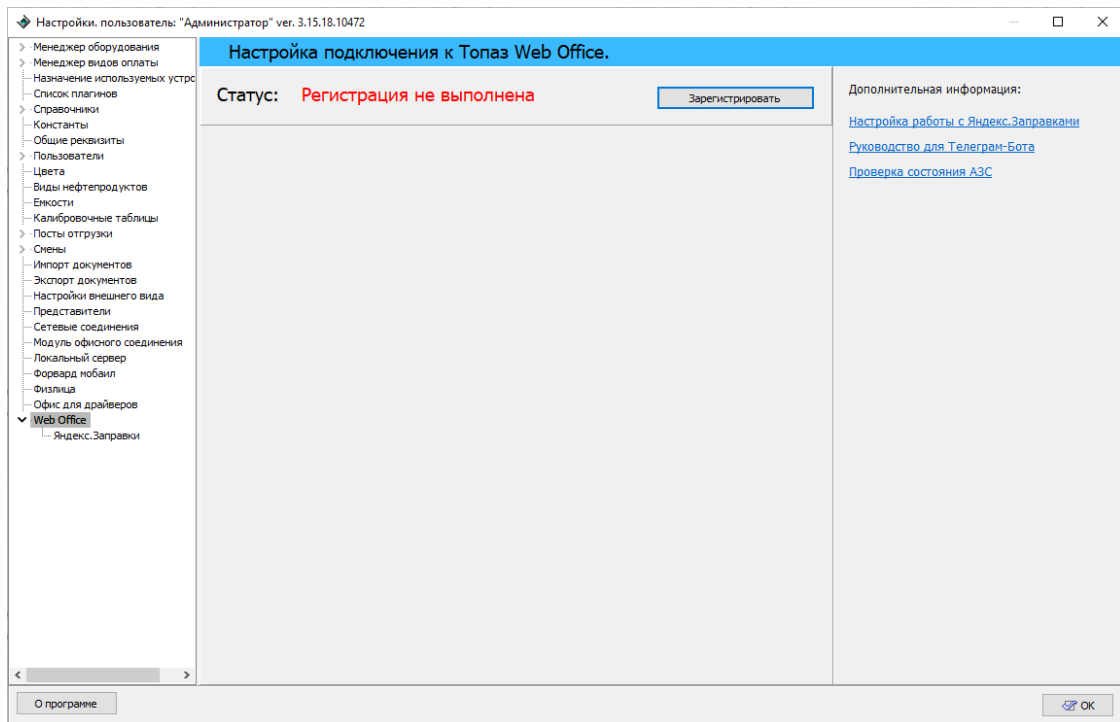 Настройки. пользователь: "Администратор" ver. 3.15.18.10472
Менеджер оборудования
Менеджер видов оплаты
Назначение используемых устро
Список плагинов
Справочники
Константы
Общие реквизиты
Пользователи
Цвета
Виды нефтепродуктов
Емкости
Калибровочные таблицы
Посты отгрузки
Смены
Импорт документов
Экспорт документов
Настройки внешнего вида
Представители
Сетевые соединения
Модуль офисного соединения
Локальный сервер
Форвард мобаил
Физлица
Офис для драйверов
Web Office
Яндекс.Заправки
Настройка подключения к Топаз Web Office.
Статус: Регистрация не выполнена
Зарегистрировать
Дополнительная информация:
Настройка работы с Яндекс.Заправками
Руководство для Телеграм-Бота
Проверка состояния АЗС
О программе
OK